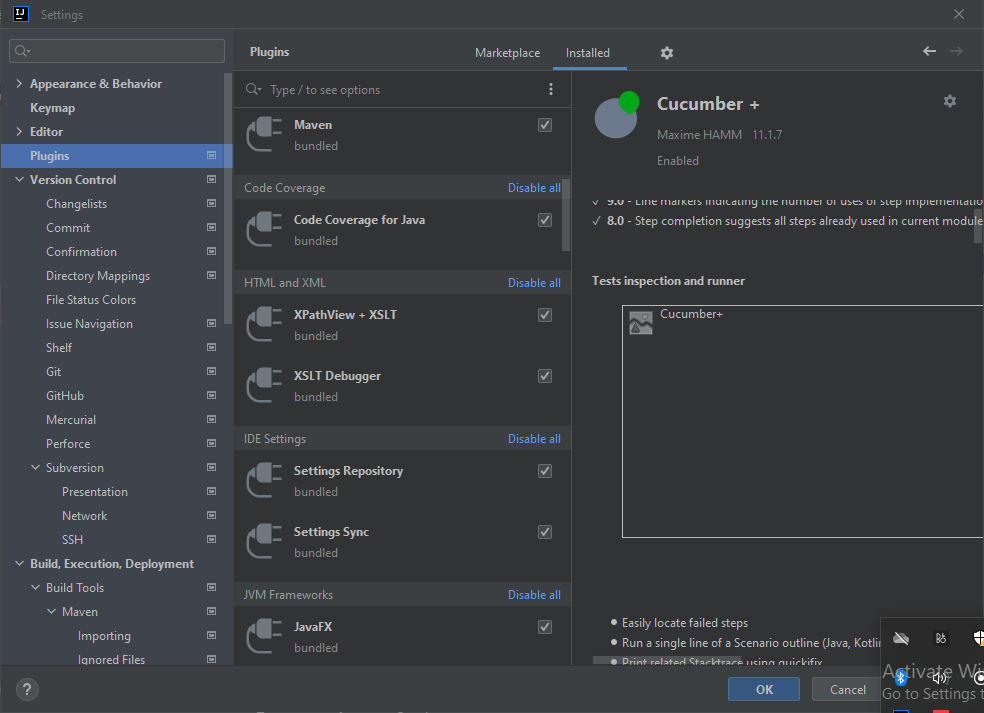 IJ
Settings
Appearance & Behavior
Keymap
Editor
Plugins
Version Control
Changelists
Commit
Confirmation
Directory Mappings
File Status Colors
Issue Navigation
Shelf
Git
GitHub
Mercurial
Perforce
Subversion
Presentation
Network
SSH
Build, Execution, Deployment
Build Tools
Maven
Importing
Ignored Files
?
Plugins
Marketplace
Installed
Type / to see options
Maven
bundled
Code Coverage
Disable all
Code Coverage for Java
bundled
HTML and XML
Disable all
XPathView + XSLT
bundled
XSLT Debugger
bundled
IDE Settings
Disable all
Settings Repository
bundled
Settings Sync
bundled
JVM Frameworks
Disable all
JavaFX
bundled
Cucumber +
Maxime HAMM 11.1.7
Enabled
✓ 9.0 - Line markers indicating the number of uses of step implementatio
✓ 8.0 - Step completion suggests all steps already used in current module
Tests inspection and runner
Cucumber+
• Easily locate failed steps
• Run a single line of a Scenario outline (Java, Kotlin
• Print related Stacktrace using quickfix
Activate Wi
Go to Settings t
OK
Cancel